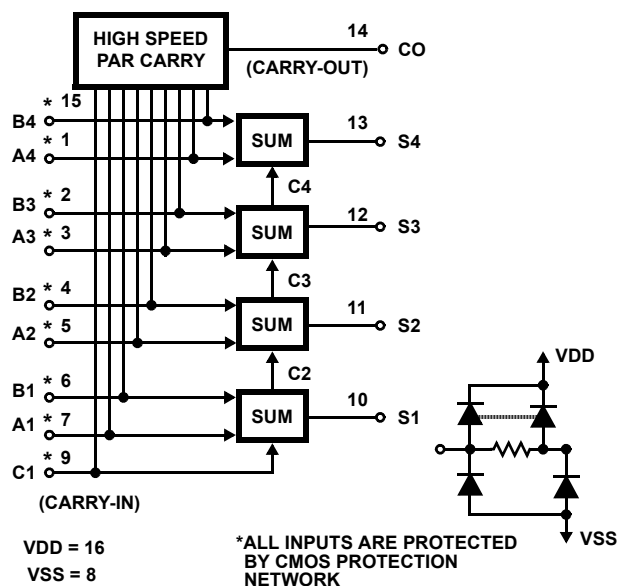 HIGH SPEED
PAR CARRY
14
CO
(CARRY-OUT)
* 15
B4
SUM
13
S4
* 1
A4
C4
* 2
B3
SUM
12
S3
* 3
A3
C3
* 4
B2
SUM
11
S2
* 5
A2
C2
* 6
B1
SUM
10
S1
* 7
A1
* 9
C1
(CARRY-IN)
VDD
VSS
VDD = 16
VSS = 8
*ALL INPUTS ARE PROTECTED
BY CMOS PROTECTION
NETWORK